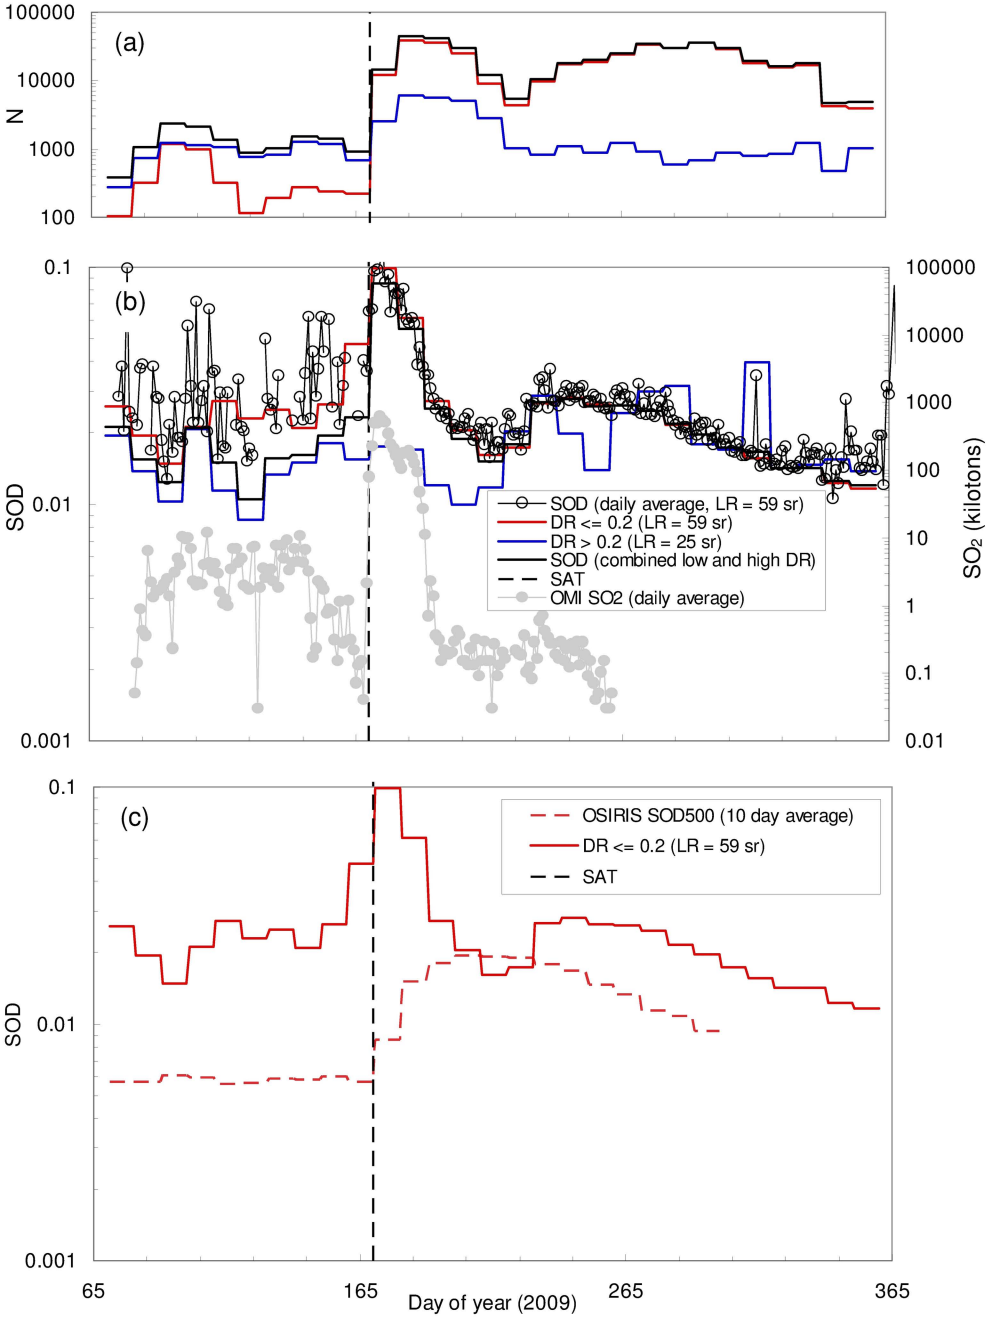 100000
(a)
10000
N
1000
100
0.1
100000
(b)
10000
1000
100
SOD
0.01
SOD (daily average, LR = 59 sr)
DR <= 0.2 (LR = 59 sr)
DR > 0.2 (LR = 25 sr)
SOD (combined low and high DR)
SAT
OMI SO2 (daily average)
10
SO2 (kilotons)
1
0.1
0.001
0.01
0.1
(c)
OSIRIS SOD500 (10 day average)
DR <= 0.2 (LR = 59 sr)
SAT
SOD
0.01
0.001
65
165
265
365
Day of year (2009)